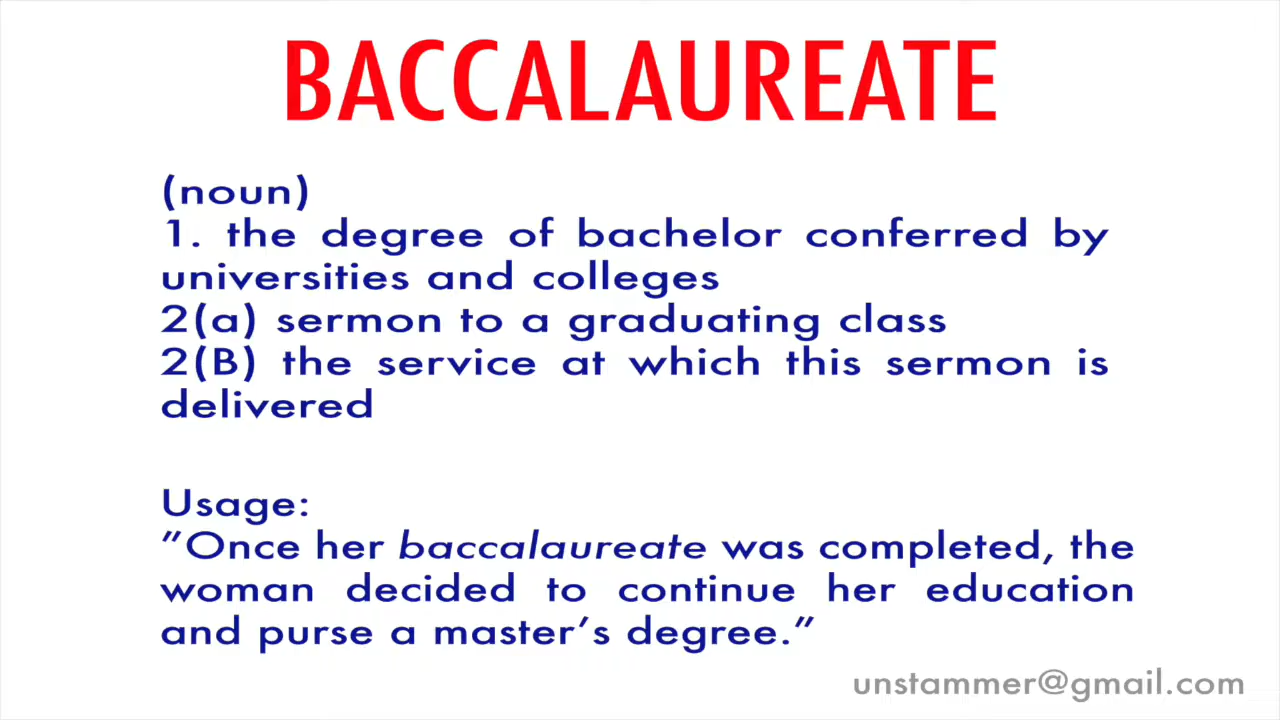 BACCALAUREATE
(noun)
1. the degree of bachelor conferred by
universities and colleges
2(a) sermon to a graduating class
2(B) the service at which this sermon is
delivered
Usage:
”Once her baccalaureate was completed, the
woman decided to continue her education
and purse a master’s degree.”
unstammer@gmail.com